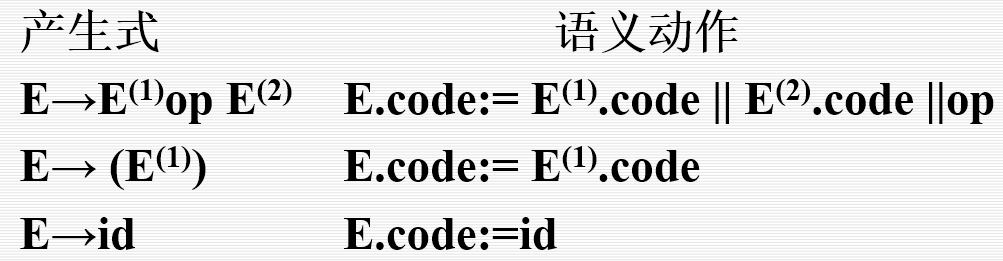 产生式 语义动作
E→E⁽¹⁾op E⁽²⁾ E.code:= E⁽¹⁾.code || E⁽²⁾.code ||op
E→ (E⁽¹⁾) E.code:= E⁽¹⁾.code
E→id E.code:=id